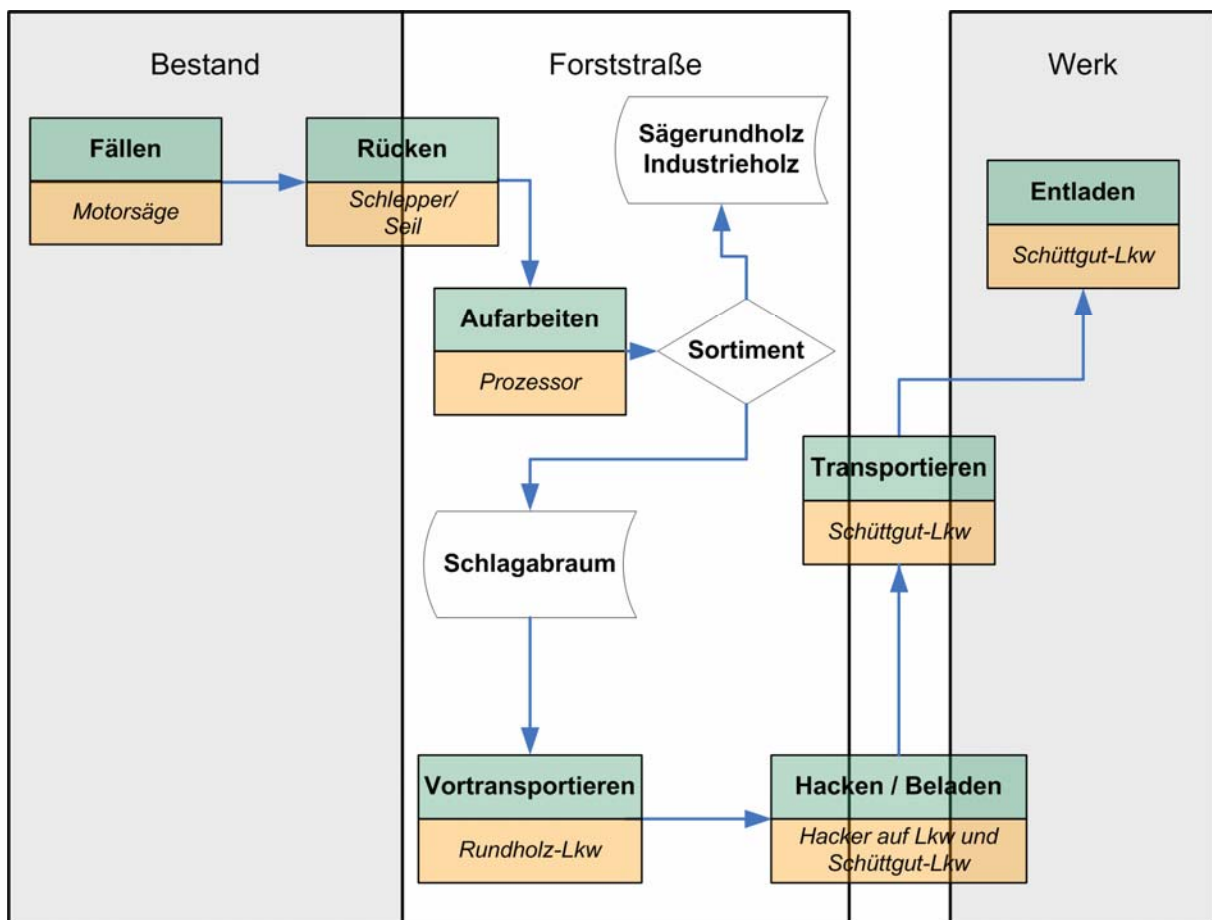 Bestand
Forststraße
Werk
Fällen
Motorsäge
Rücken
Schlepper/
Seil
Sägerundholz
Industrieholz
Entladen
Schüttgut-Lkw
Aufarbeiten
Prozessor
Sortiment
Transportieren
Schüttgut-Lkw
Schlagabraum
Vortransportieren
Rundholz-Lkw
Hacken / Beladen
Hacker auf Lkw und
Schüttgut-Lkw